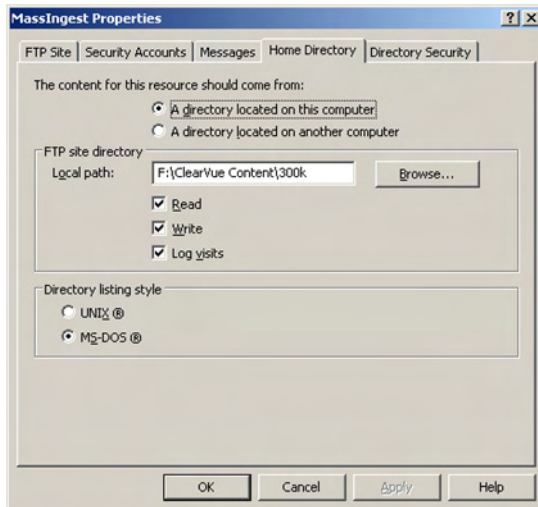 MassIngest Properties
FTP Site Security Accounts Messages Home Directory Directory Security
The content for this resource should come from:
A directory located on this computer
A directory located on another computer
FTP site directory
Local path: F:\ClearVue Content\300k Browse...
Read
Write
Log visits
Directory listing style
UNIX ®
MS-DOS ®
OK Cancel Apply Help